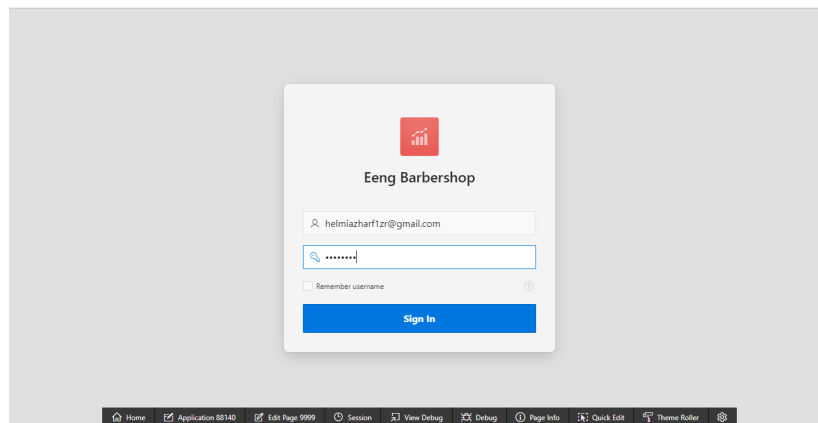 Eeng Barbershop
helmiazharf1zr@gmail.com
••••••••
Remember username
Sign In
Home Application 88140 Edit Page 9999 Session View Debug Debug Page Info Quick Edit Theme Roller